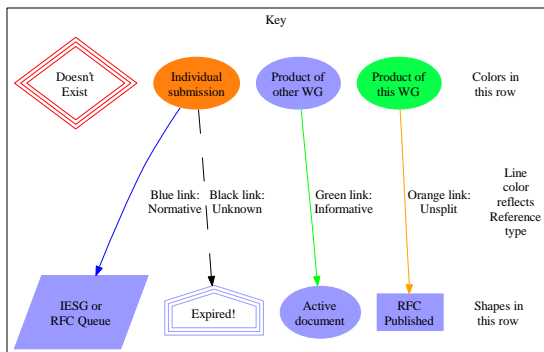 Key
Doesn't
Exist
Individual
submission
Product of
other WG
Product of
this WG
Colors in
this row
Blue link:
Normative
Black link:
Unknown
Green link:
Informative
Orange link:
Unsplit
Line
color
reflects
Reference
type
IESG or
RFC Queue
Expired!
Active
document
RFC
Published
Shapes in
this row